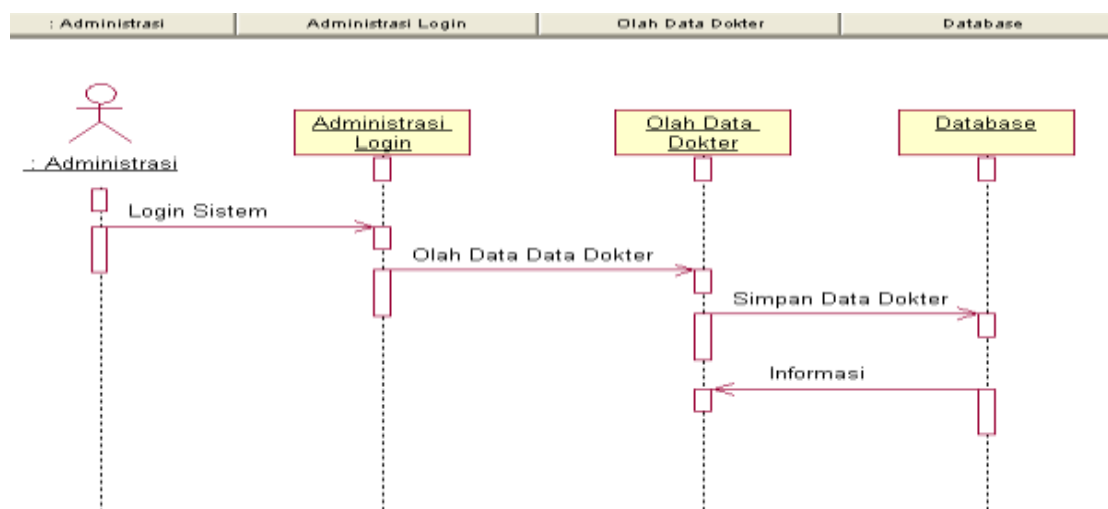 : Administrasi
Administrasi Login
Olah Data Dokter
Database
Administrasi
Login
Olah Data
Dokter
Database
: Administrasi
Login Sistem
Olah Data Data Dokter
Simpan Data Dokter
Informasi